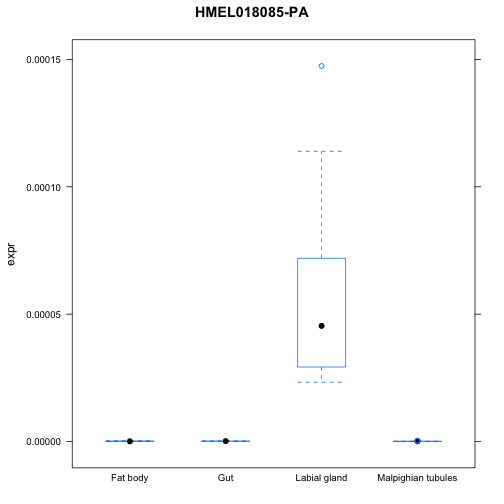 HMEL018085-PA
0.00015
0.00010
expr
0.00005
0.00000
Fat body Gut Labial gland Malpighian tubules